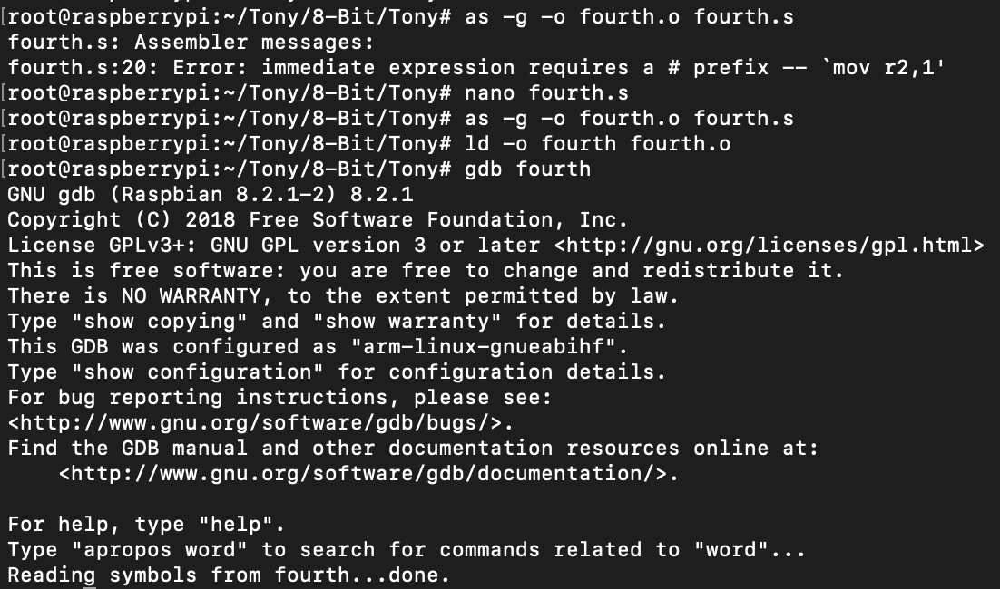 [root@raspberrypi:~/Tony/8-Bit/Tony# as -g -o fourth.o fourth.s
fourth.s: Assembler messages:
fourth.s:20: Error: immediate expression requires a # prefix -- `mov r2,1'
[root@raspberrypi:~/Tony/8-Bit/Tony# nano fourth.s
[root@raspberrypi:~/Tony/8-Bit/Tony# as -g -o fourth.o fourth.s
[root@raspberrypi:~/Tony/8-Bit/Tony# ld -o fourth fourth.o
[root@raspberrypi:~/Tony/8-Bit/Tony# gdb fourth
GNU gdb (Raspbian 8.2.1-2) 8.2.1
Copyright (C) 2018 Free Software Foundation, Inc.
License GPLv3+: GNU GPL version 3 or later <http://gnu.org/licenses/gpl.html>
This is free software: you are free to change and redistribute it.
There is NO WARRANTY, to the extent permitted by law.
Type "show copying" and "show warranty" for details.
This GDB was configured as "arm-linux-gnueabihf".
Type "show configuration" for configuration details.
For bug reporting instructions, please see:
<http://www.gnu.org/software/gdb/bugs/>.
Find the GDB manual and other documentation resources online at:
    <http://www.gnu.org/software/gdb/documentation/>.

For help, type "help".
Type "apropos word" to search for commands related to "word"...
Reading symbols from fourth...done.